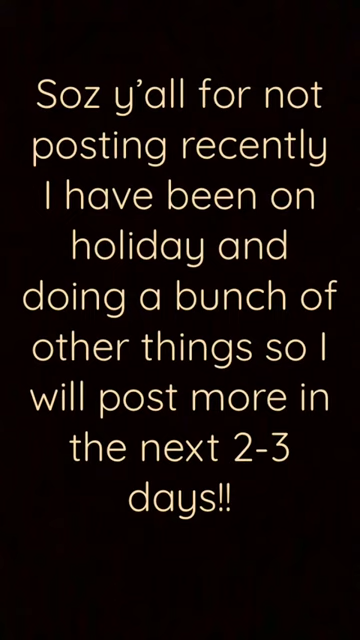 Soz y’all for not
posting recently
I have been on
holiday and
doing a bunch of
other things so I
will post more in
the next 2-3
days!!